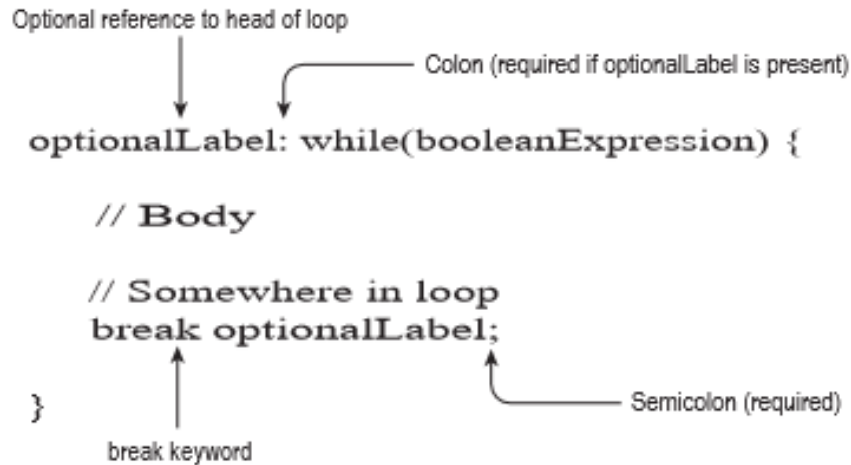 Optional reference to head of loop
Colon (required if optionalLabel is present)
optionalLabel: while(booleanExpression) {
// Body
// Somewhere in loop
break optionalLabel;
}
Semicolon (required)
break keyword